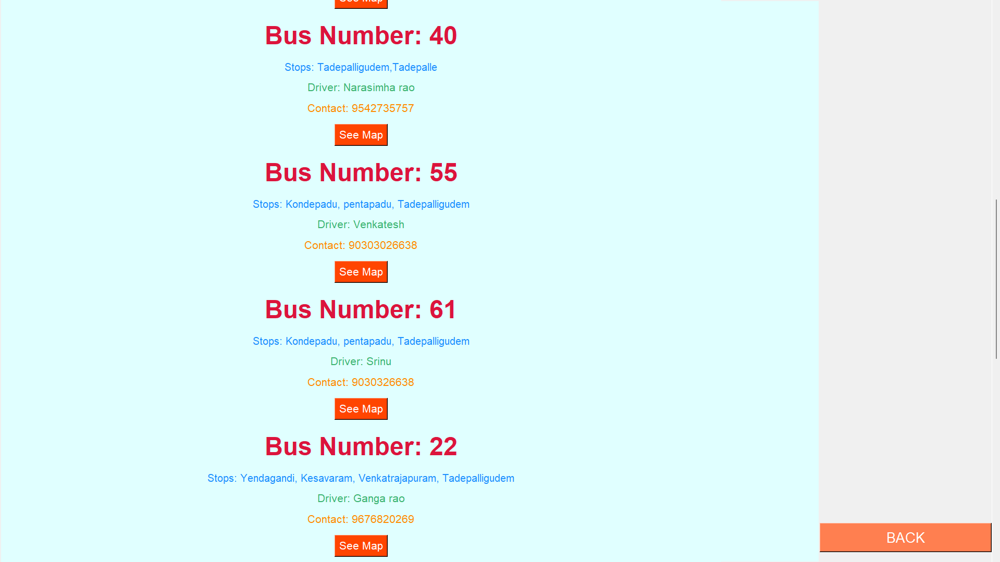 See Map
Bus Number: 40
Stops: Tadepalligudem,Tadepalle
Driver: Narasimha rao
Contact: 9542735757
See Map
Bus Number: 55
Stops: Kondepadu, pentapadu, Tadepalligudem
Driver: Venkatesh
Contact: 90303026638
See Map
Bus Number: 61
Stops: Kondepadu, pentapadu, Tadepalligudem
Driver: Srinu
Contact: 9030326638
See Map
Bus Number: 22
Stops: Yendagandi, Kesavaram, Venkatrajapuram, Tadepalligudem
Driver: Ganga rao
Contact: 9676820269
See Map
BACK